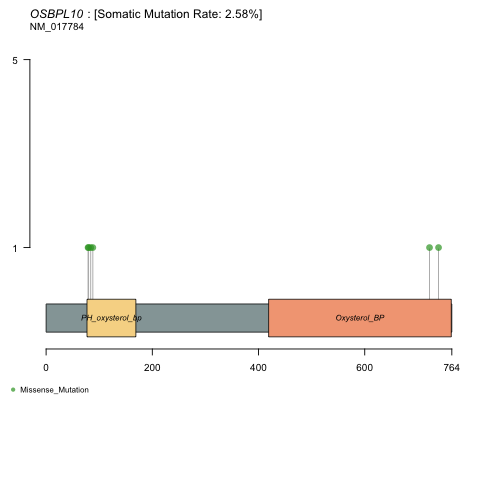 OSBPL10 : [Somatic Mutation Rate: 2.58%]
NM_017784
5
1
PH_oxysterol_bp
Oxysterol_BP
0 200 400 600 764
Missense_Mutation